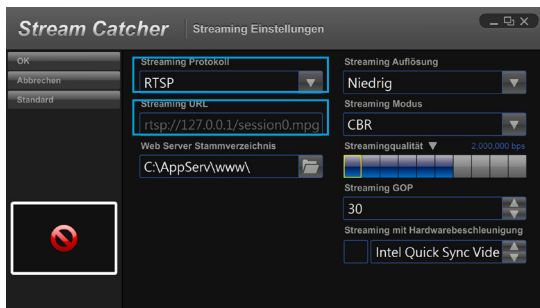 Stream Catcher
Streaming Einstellungen
OK
Abbrechen
Standard
Streaming Protokoll
RTSP
Streaming URL
rtsp://127.0.0.1/session0.mpg
Web Server Stammverzeichnis
C:\AppServ\www\
Streaming Auflösung
Niedrig
Streaming Modus
CBR
Streamingqualität ▼ 2,000,000 bps
Streaming GOP
30
Streaming mit Hardwarebeschleunigung
Intel Quick Sync Vide